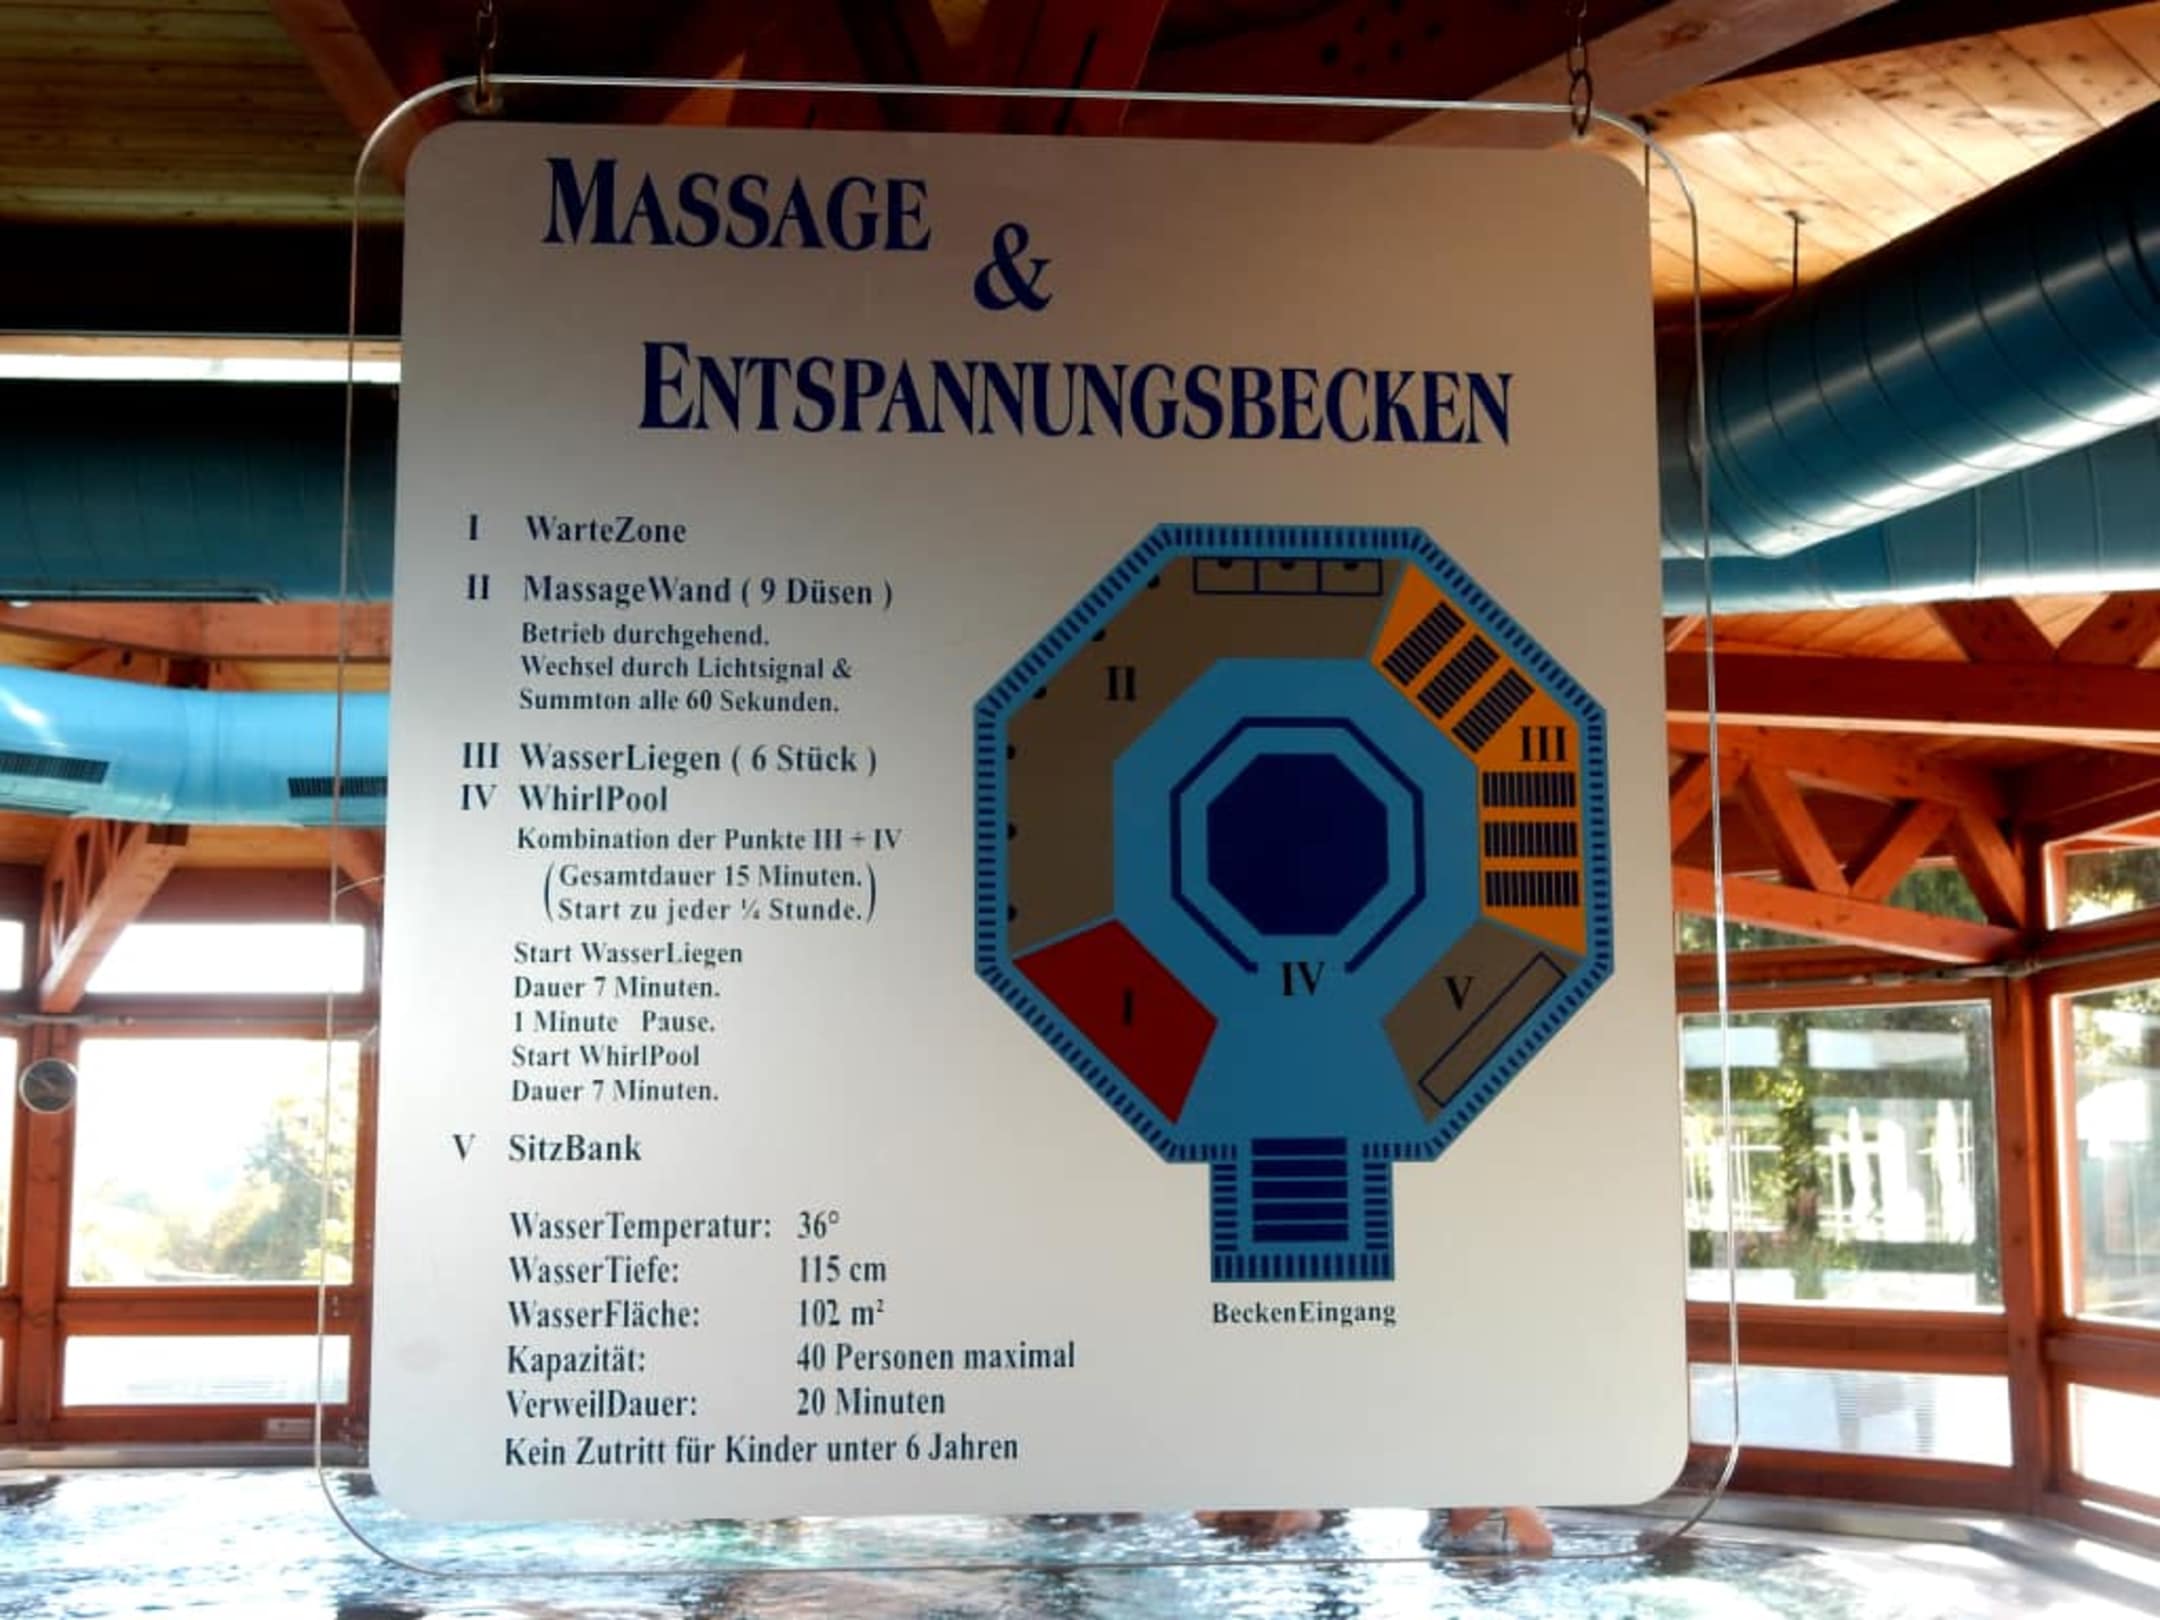 MASSAGE
&
ENTSPANNUNGSBECKEN
I WarteZone
II MassageWand ( 9 Düsen )
Betrieb durchgehend.
Wechsel durch Lichtsignal &
Summton alle 60 Sekunden.
III WasserLiegen ( 6 Stück )
IV WhirlPool
Kombination der Punkte III + IV
(Gesamtdauer 15 Minuten.
Start zu jeder ¼ Stunde.)
Start WasserLiegen
Dauer 7 Minuten.
1 Minute Pause.
Start WhirlPool
Dauer 7 Minuten.
V SitzBank
WasserTemperatur: 36°
WasserTiefe: 115 cm
WasserFläche: 102 m²
Kapazität: 40 Personen maximal
VerweilDauer: 20 Minuten
Kein Zutritt für Kinder unter 6 Jahren
II
III
IV
V
I
BeckenEingang